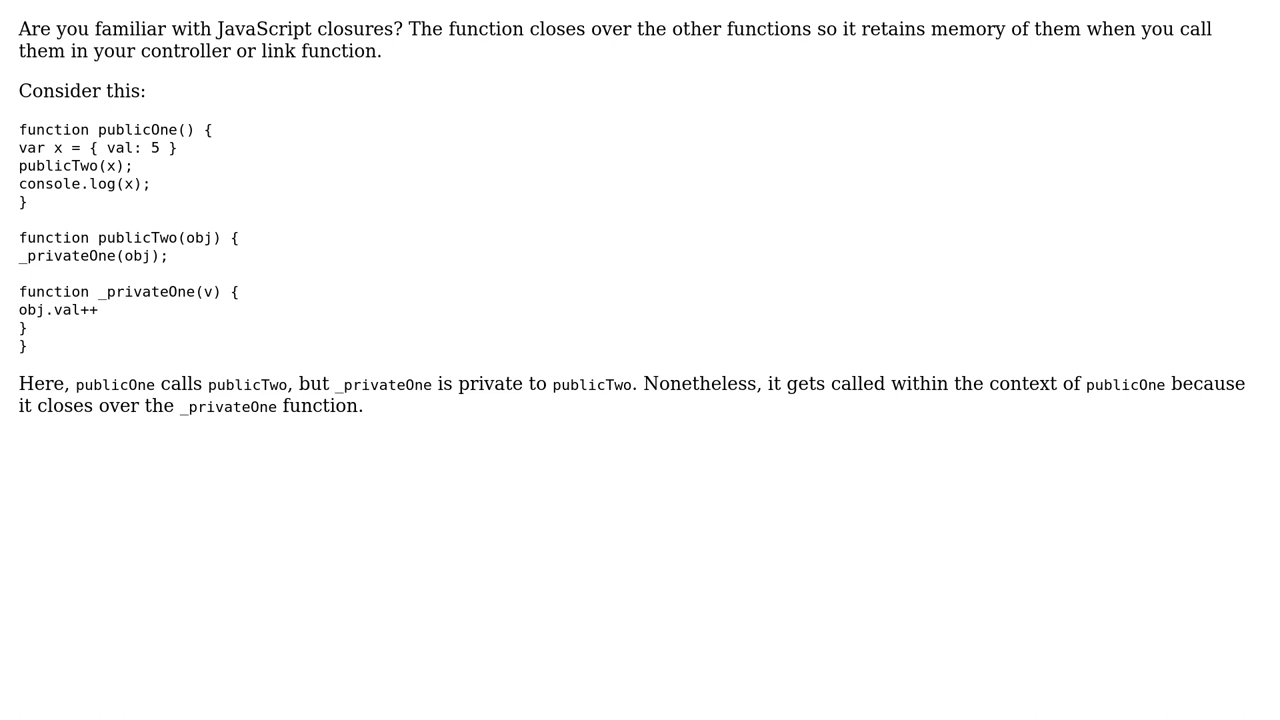 Are you familiar with JavaScript closures? The function closes over the other functions so it retains memory of them when you call
them in your controller or link function.
Consider this:
function publicOne() {
var x = { val: 5 }
publicTwo(x);
console.log(x);
}
function publicTwo(obj) {
_privateOne(obj);
function _privateOne(v) {
obj.val++
}
}
Here, publicOne calls publicTwo, but _privateOne is private to publicTwo. Nonetheless, it gets called within the context of publicOne because
it closes over the _privateOne function.